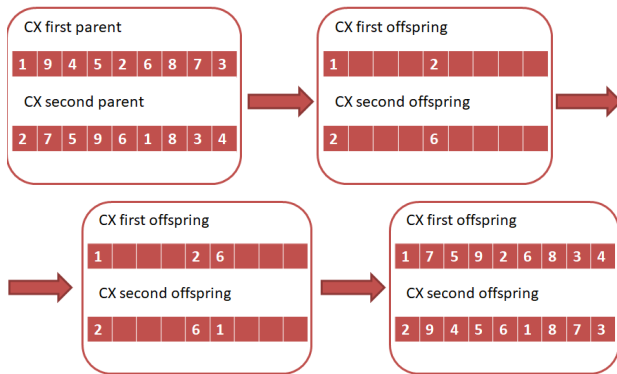 CX first parent
1 9 4 5 2 6 8 7 3
CX second parent
2 7 5 9 6 1 8 3 4
CX first offspring
1 2
CX second offspring
2 6
CX first offspring
1 2 6
CX second offspring
2 6 1
CX first offspring
1 7 5 9 2 6 8 3 4
CX second offspring
2 9 4 5 6 1 8 7 3